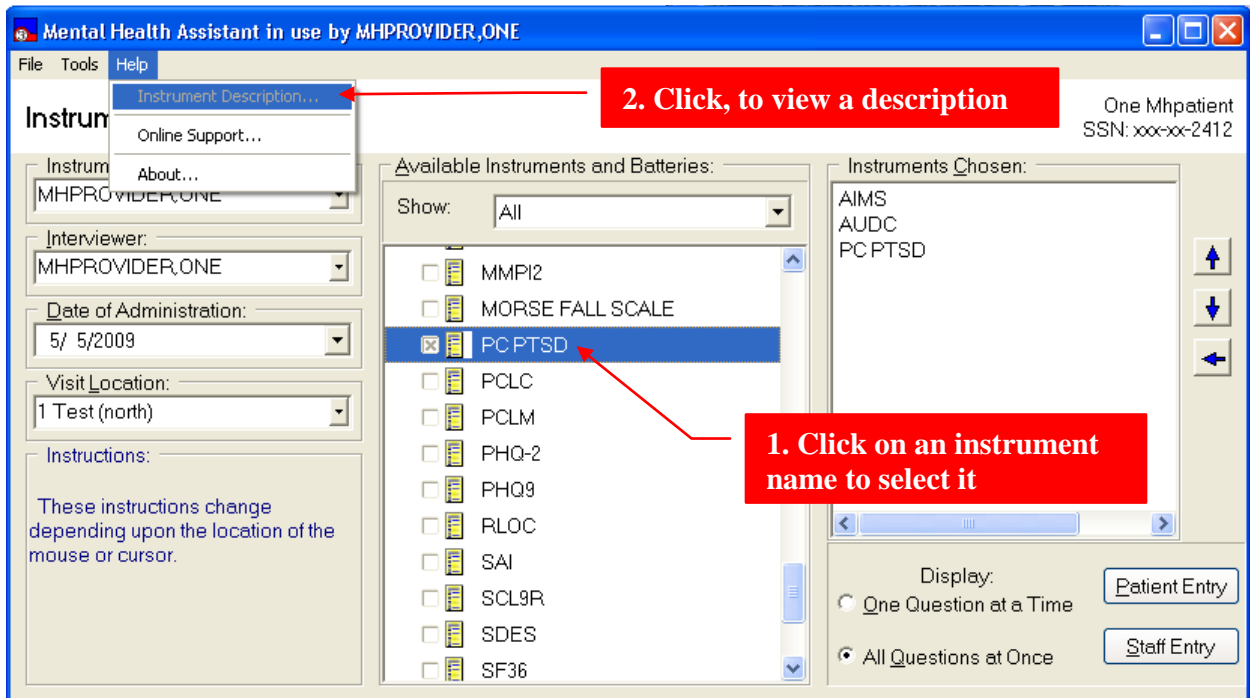 Mental Health Assistant in use by MHPROVIDER,ONE
File Tools Help
Instrument Description...
Online Support...
About...
2. Click, to view a description
Instrum
One Mhpatient
SSN: xxx-xx-2412
Instrum
MHPROVIDER,ONE
Interviewer:
MHPROVIDER,ONE
Date of Administration:
5/ 5/2009
Visit Location:
1 Test (north)
Instructions:
These instructions change
depending upon the location of the
mouse or cursor.
Available Instruments and Batteries:
Show: All
MMPI2
MORSE FALL SCALE
PC PTSD
PCLC
PCLM
PHQ-2
PHQ9
RLOC
SAI
SCL9R
SDES
SF36
Instruments Chosen:
AIMS
AUDC
PC PTSD
1. Click on an instrument
name to select it
Display:
One Question at a Time
All Questions at Once
Patient Entry
Staff Entry